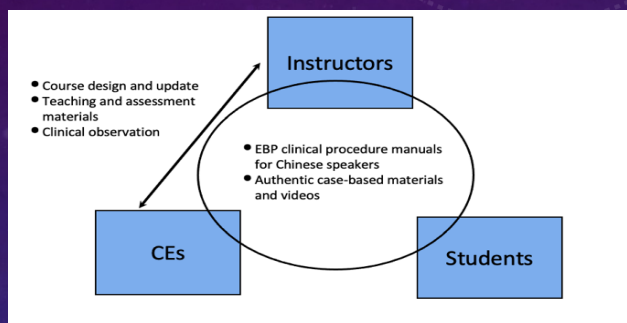 Instructors
• Course design and update
• Teaching and assessment
materials
• Clinical observation
• EBP clinical procedure manuals
for Chinese speakers
• Authentic case-based materials
and videos
CEs
Students